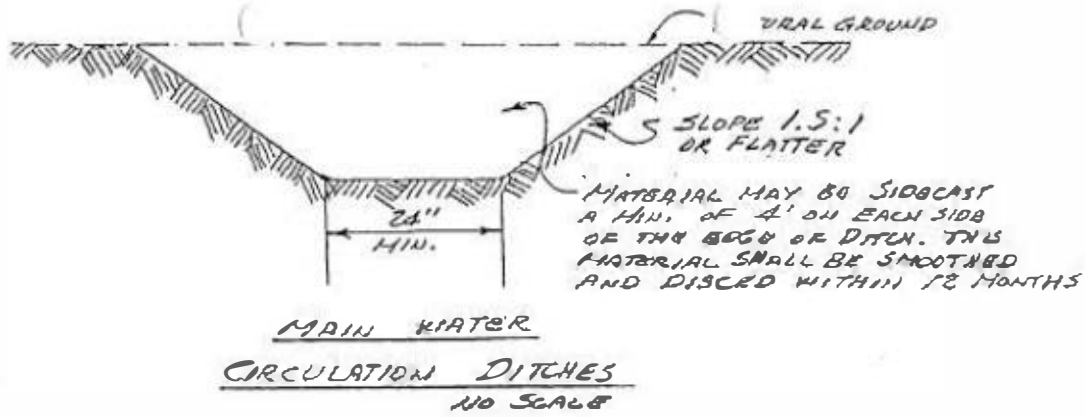 URAL GROUND
SLOPE 1.5:1
OR FLATTER
MATERIAL MAY BE SIDECAST
A MIN. OF 4' ON EACH SIDE
OF THE EDGE OF DITCH. THIS
MATERIAL SHALL BE SMOOTHED
AND DISCED WITHIN 12 MONTHS
24"
MIN.
MAIN WATER
CIRCULATION DITCHES
NO SCALE